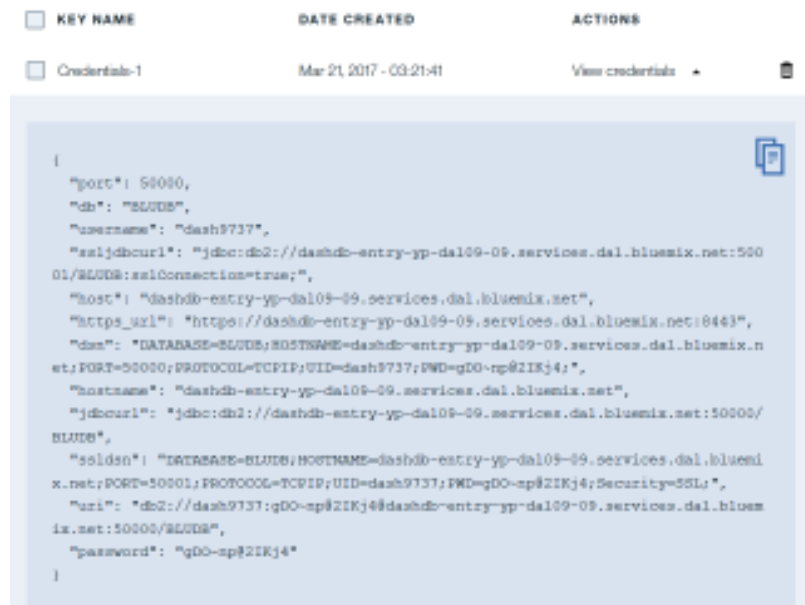 KEY NAME DATE CREATED ACTIONS
Credentials-1 Mar 21, 2017 - 03:21:41 View credentials
{
"port": 50000,
"db": "BLUDB",
"username": "dash9737",
"ssljdbcurl": "jdbc:db2://dashdb-entry-yp-dal09-09.services.dal.bluemix.net:500
01/BLUDB:sslConnection=true;",
"host": "dashdb-entry-yp-dal09-09.services.dal.bluemix.net",
"https_url": "https://dashdb-entry-yp-dal09-09.services.dal.bluemix.net:8443",
"dsn": "DATABASE=BLUDB;HOSTNAME=dashdb-entry-yp-dal09-09.services.dal.bluemix.n
et;PORT=50000;PROTOCOL=TCPIP;UID=dash9737;PWD=gDO~np@2IKj4;",
"hostname": "dashdb-entry-yp-dal09-09.services.dal.bluemix.net",
"jdbcurl": "jdbc:db2://dashdb-entry-yp-dal09-09.services.dal.bluemix.net:50000/
BLUDB",
"ssldsn": "DATABASE=BLUDB;HOSTNAME=dashdb-entry-yp-dal09-09.services.dal.bluemi
x.net;PORT=50001;PROTOCOL=TCPIP;UID=dash9737;PWD=gDO~np@2IKj4;Security=SSL;",
"uri": "db2://dash9737:gDO~np@2IKj4@dashdb-entry-yp-dal09-09.services.dal.bluem
ix.net:50000/BLUDB",
"password": "gDO~np@2IKj4"
}